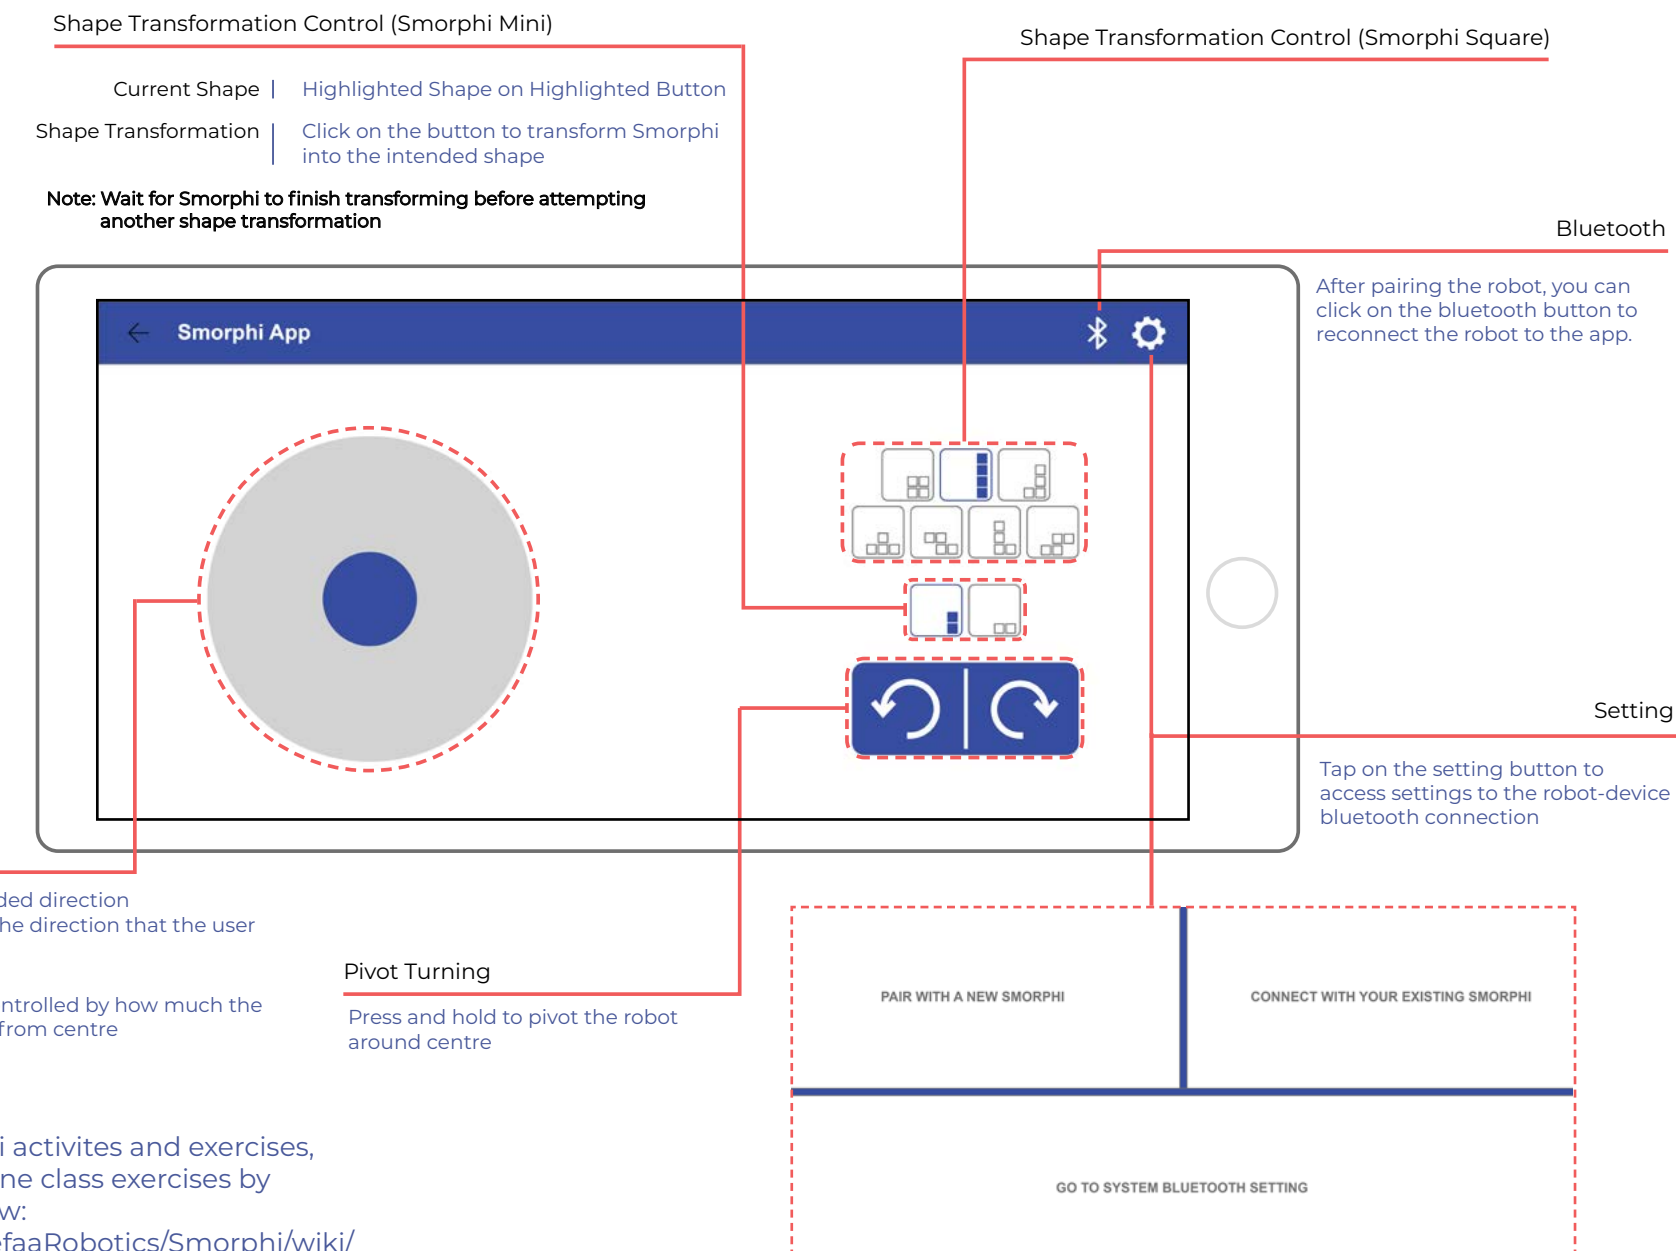 Shape Transformation Control (Smorphi Mini)
Current Shape | Highlighted Shape on Highlighted Button
Shape Transformation | Click on the button to transform Smorphi
into the intended shape
Note: Wait for Smorphi to finish transforming before attempting
another shape transformation
Shape Transformation Control (Smorphi Square)
Bluetooth
After pairing the robot, you can
click on the bluetooth button to
reconnect the robot to the app.
Smorphi App
Setting
Tap on the setting button to
access settings to the robot-device
bluetooth connection
ded direction
he direction that the user
ntrolled by how much the
from centre
Pivot Turning
Press and hold to pivot the robot
around centre
PAIR WITH A NEW SMORPHI
CONNECT WITH YOUR EXISTING SMORPHI
GO TO SYSTEM BLUETOOTH SETTING
i activites and exercises,
ne class exercises by
w:
efaaRobotics/Smorphi/wiki/